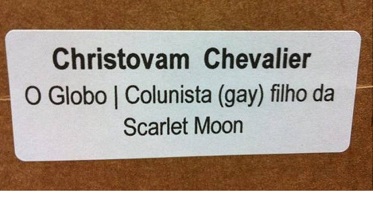 Christovam Chevalier
O Globo | Colunista (gay) filho da
Scarlet Moon